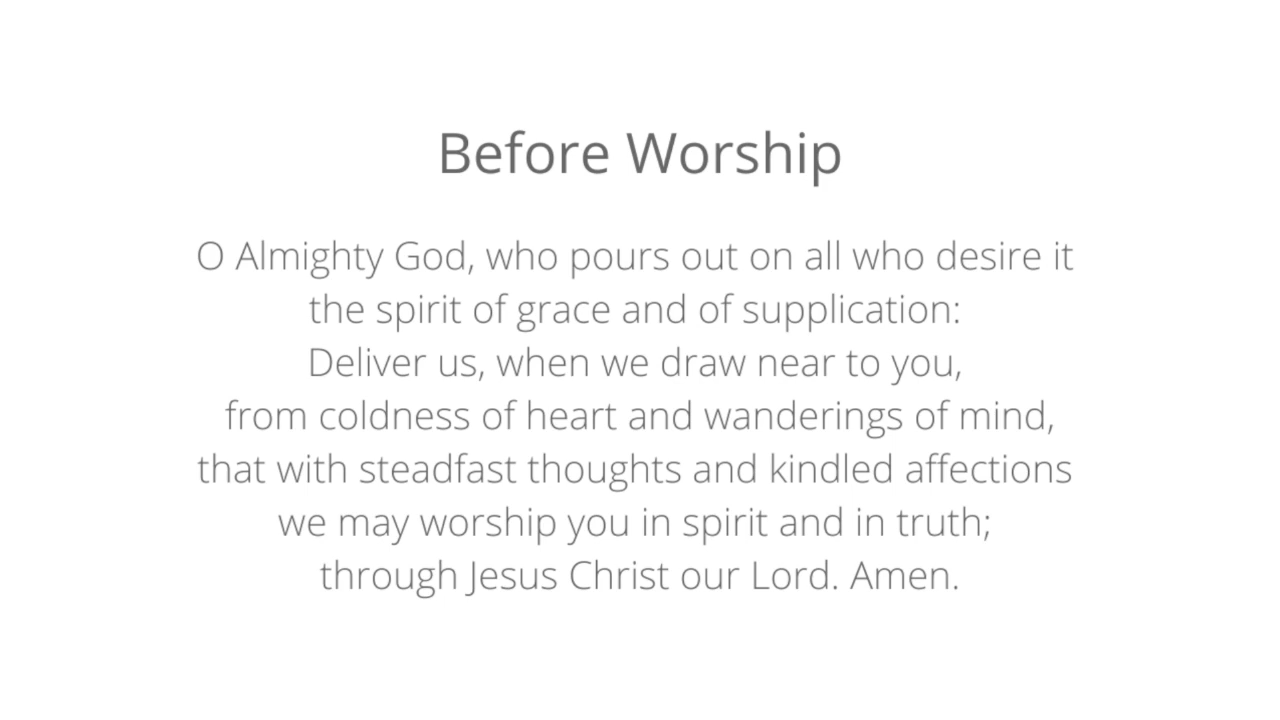 Before Worship
O Almighty God, who pours out on all who desire it
the spirit of grace and of supplication:
Deliver us, when we draw near to you,
from coldness of heart and wanderings of mind,
that with steadfast thoughts and kindled affections
we may worship you in spirit and in truth;
through Jesus Christ our Lord. Amen.